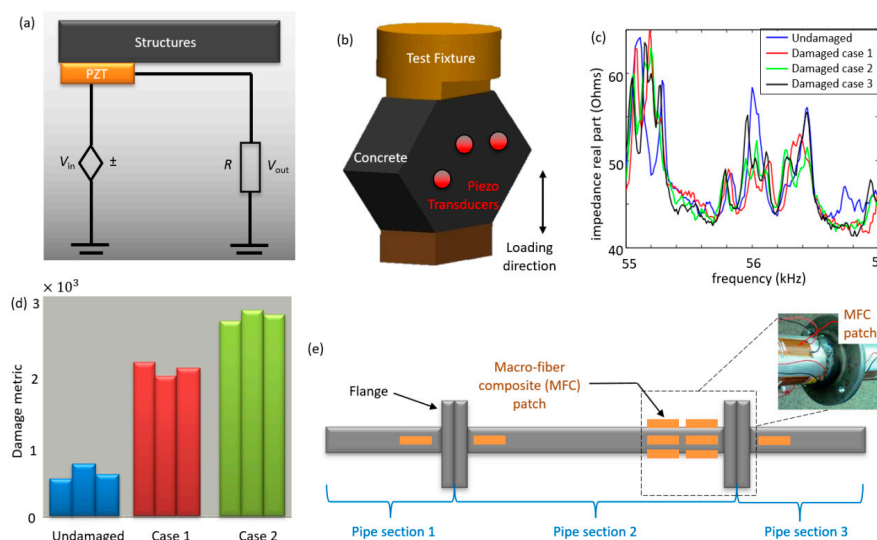 (a)
Structures
PZT
Vin
±
R
Vout
(b)
Test Fixture
Concrete
Piezo
Transducers
Loading
direction
(c)
impedance real part (Ohms)
60
50
40
55
56
frequency (kHz)
Undamaged
Damaged case 1
Damaged case 2
Damaged case 3
(d)
× 10³
3
2
1
0
Damage metric
Undamaged
Case 1
Case 2
(e)
Flange
Macro-fiber
composite (MFC)
patch
MFC
patch
Pipe section 1
Pipe section 2
Pipe section 3